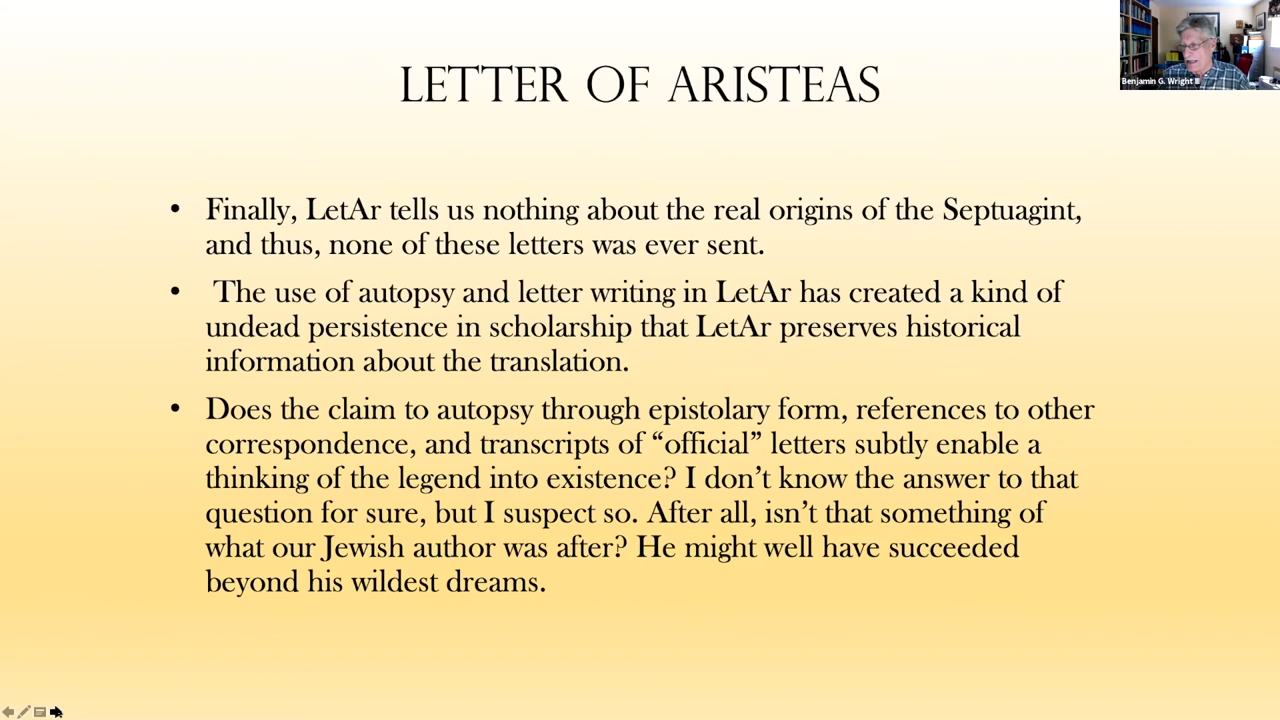 Benjamin G. Wright III
LETTER OF ARISTEAS
• Finally, LetAr tells us nothing about the real origins of the Septuagint,
and thus, none of these letters was ever sent.
• The use of autopsy and letter writing in LetAr has created a kind of
undead persistence in scholarship that LetAr preserves historical
information about the translation.
• Does the claim to autopsy through epistolary form, references to other
correspondence, and transcripts of “official” letters subtly enable a
thinking of the legend into existence? I don’t know the answer to that
question for sure, but I suspect so. After all, isn’t that something of
what our Jewish author was after? He might well have succeeded
beyond his wildest dreams.